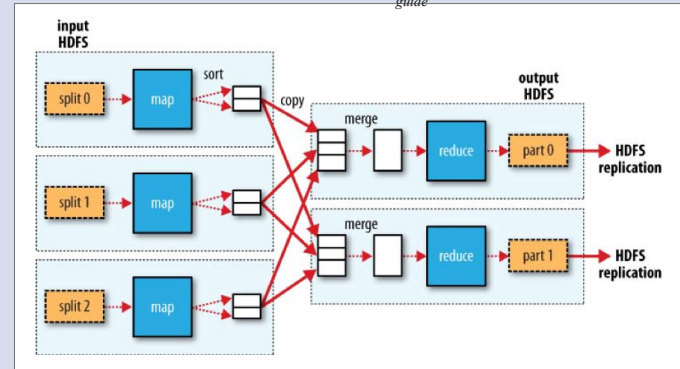 guide
input
HDFS
sort
split 0
map
copy
split 1
map
split 2
map
output
HDFS
merge
reduce
part 0
HDFS
replication
merge
reduce
part 1
HDFS
replication